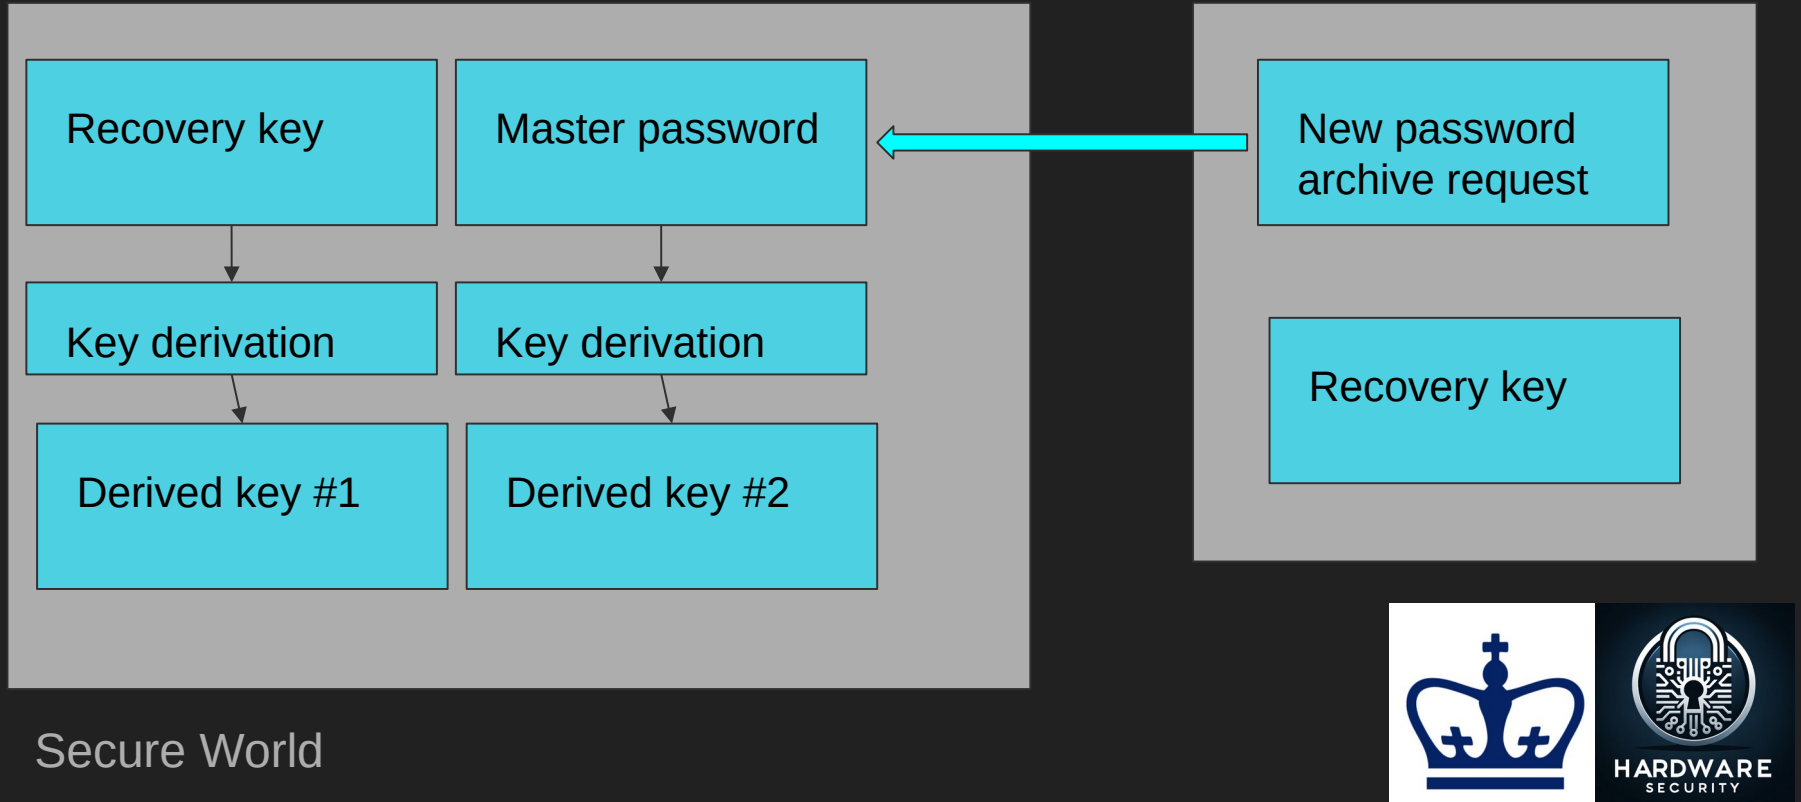 Recovery key
Master password
New password
archive request
Key derivation
Key derivation
Recovery key
Derived key #1
Derived key #2
Secure World
HARDWARE
SECURITY